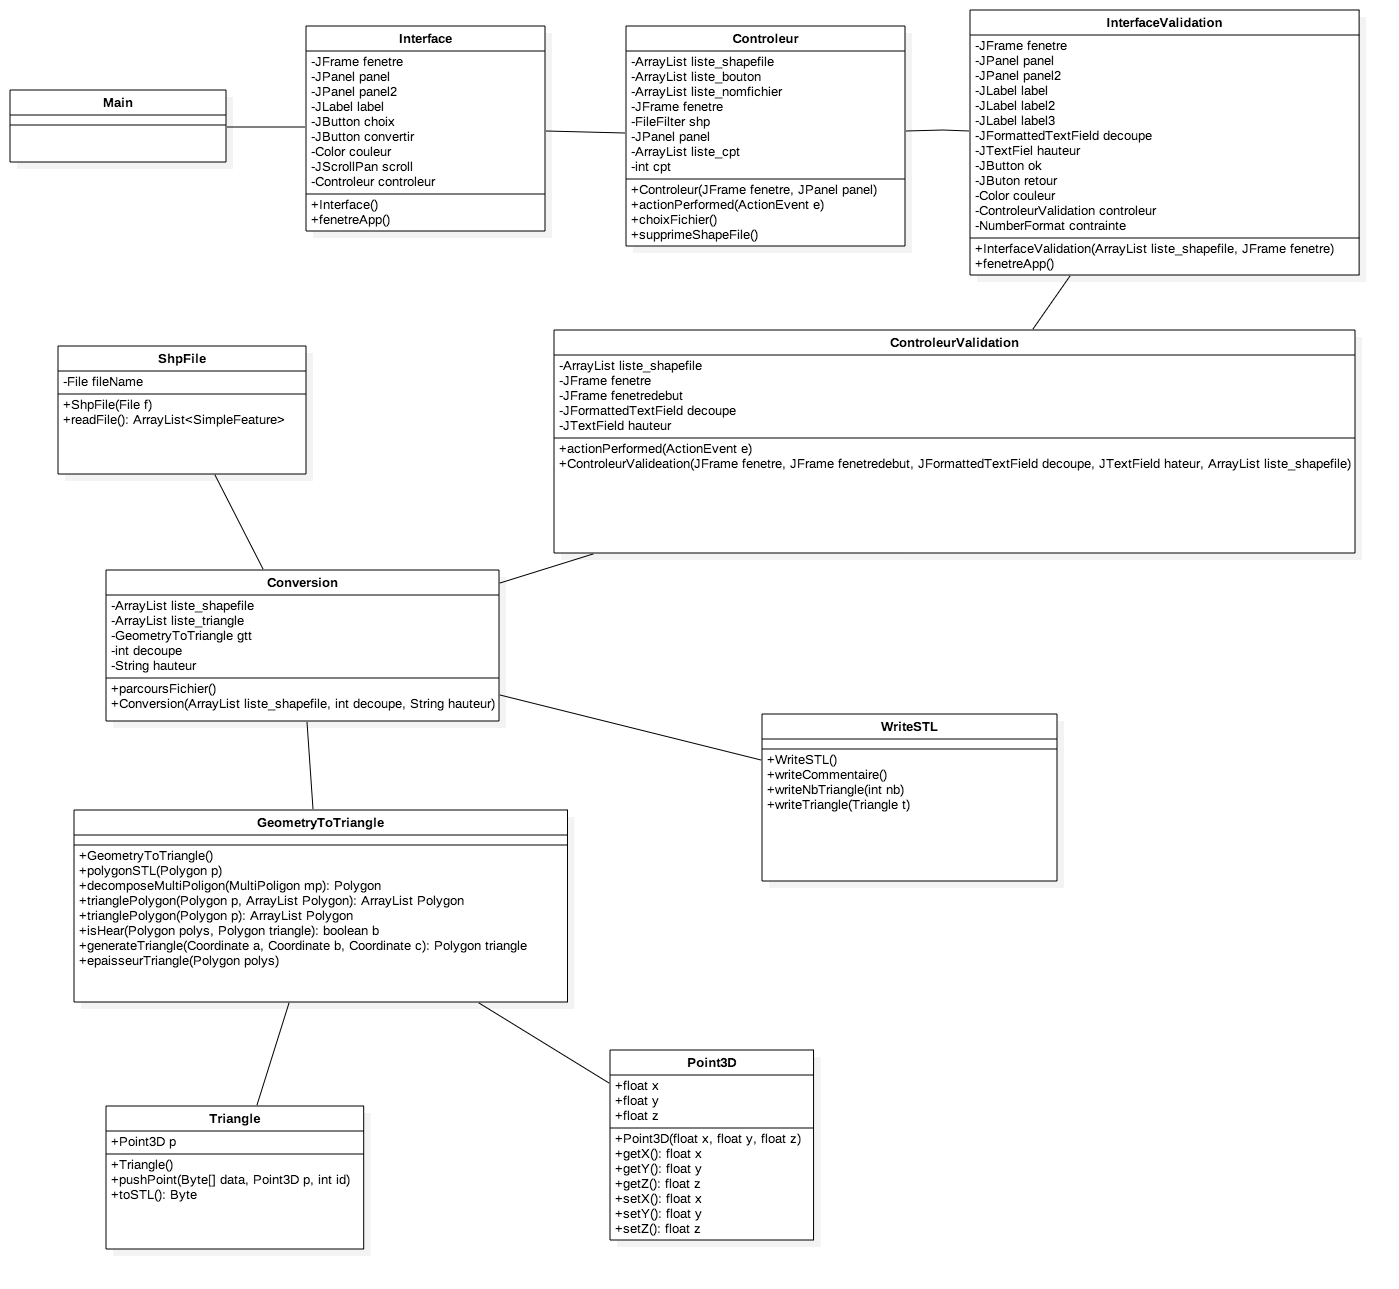 Main
Interface
-JFrame fenetre
-JPanel panel
-JPanel panel2
-JLabel label
-JButton choix
-JButton convertir
-Color couleur
-JScrollPan scroll
-Controleur controleur
+Interface()
+fenetreApp()
Controleur
-ArrayList liste_shapefile
-ArrayList liste_bouton
-ArrayList liste_nomfichier
-JFrame fenetre
-FileFilter shp
-JPanel panel
-ArrayList liste_cpt
-int cpt
+Controleur(JFrame fenetre, JPanel panel)
+actionPerformed(ActionEvent e)
+choixFichier()
+supprimeShapeFile()
InterfaceValidation
-JFrame fenetre
-JPanel panel
-JPanel panel2
-JLabel label
-JLabel label2
-JLabel label3
-JFormattedTextField decoupe
-JTextFiel hauteur
-JButton ok
-JButon retour
-Color couleur
-ControleurValidation controleur
-NumberFormat contrainte
+InterfaceValidation(ArrayList liste_shapefile, JFrame fenetre)
+fenetreApp()
ShpFile
-File fileName
+ShpFile(File f)
+readFile(): ArrayList<SimpleFeature>
ControleurValidation
-ArrayList liste_shapefile
-JFrame fenetre
-JFrame fenetredebut
-JFormattedTextField decoupe
-JTextField hauteur
+actionPerformed(ActionEvent e)
+ControleurValideation(JFrame fenetre, JFrame fenetredebut, JFormattedTextField decoupe, JTextField hateur, ArrayList liste_shapefile)
Conversion
-ArrayList liste_shapefile
-ArrayList liste_triangle
-GeometryToTriangle gtt
-int decoupe
-String hauteur
+parcoursFichier()
+Conversion(ArrayList liste_shapefile, int decoupe, String hauteur)
WriteSTL
+WriteSTL()
+writeCommentaire()
+writeNbTriangle(int nb)
+writeTriangle(Triangle t)
GeometryToTriangle
+GeometryToTriangle()
+polygonSTL(Polygon p)
+decomposeMultiPoligon(MultiPoligon mp): Polygon
+trianglePolygon(Polygon p, ArrayList Polygon): ArrayList Polygon
+trianglePolygon(Polygon p): ArrayList Polygon
+isHear(Polygon polys, Polygon triangle): boolean b
+generateTriangle(Coordinate a, Coordinate b, Coordinate c): Polygon triangle
+epaisseurTriangle(Polygon polys)
Triangle
+Point3D p
+Triangle()
+pushPoint(Byte[] data, Point3D p, int id)
+toSTL(): Byte
Point3D
+float x
+float y
+float z
+Point3D(float x, float y, float z)
+getX(): float x
+getY(): float y
+getZ(): float z
+setX(): float x
+setY(): float y
+setZ(): float z